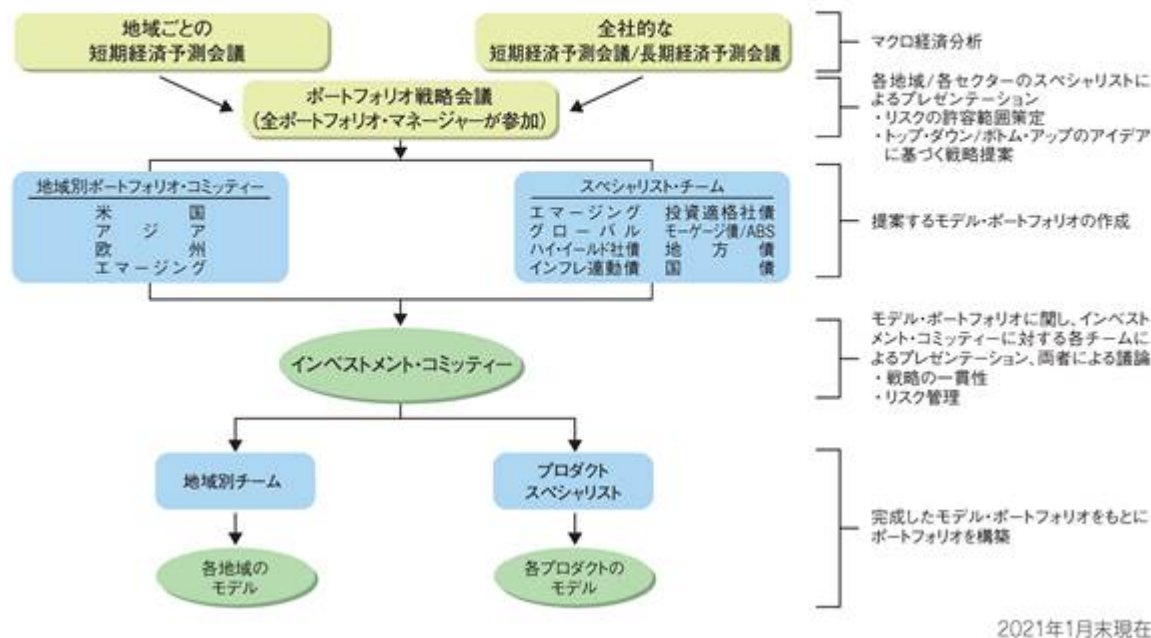 地域ごとの
短期経済予測会議
全社的な
短期経済予測会議/長期経済予測会議
マクロ経済分析
ポートフォリオ戦略会議
(全ポートフォリオ・マネージャーが参加)
各地域/各セクターのスペシャリストに
よるプレゼンテーション
・リスクの許容範囲策定
・トップ・ダウン/ボトム・アップのアイデア
に基づく戦略提案
地域別ポートフォリオ・コミッティー
米国
アジア
欧州
エマージング
スペシャリスト・チーム
エマージング 投資適格社債
グローバル モーゲージ債/ABS
ハイ・イールド社債 地方債
インフレ連動債 国債
提案するモデル・ポートフォリオの作成
インベストメント・コミッティー
モデル・ポートフォリオに関し、インベスト
メント・コミッティーに対する各チームに
よるプレゼンテーション、両者による議論
・戦略の一貫性
・リスク管理
地域別チーム
プロダクト
スペシャリスト
各地域の
モデル
各プロダクトの
モデル
完成したモデル・ポートフォリオをもとに
ポートフォリオを構築
2021年1月末現在